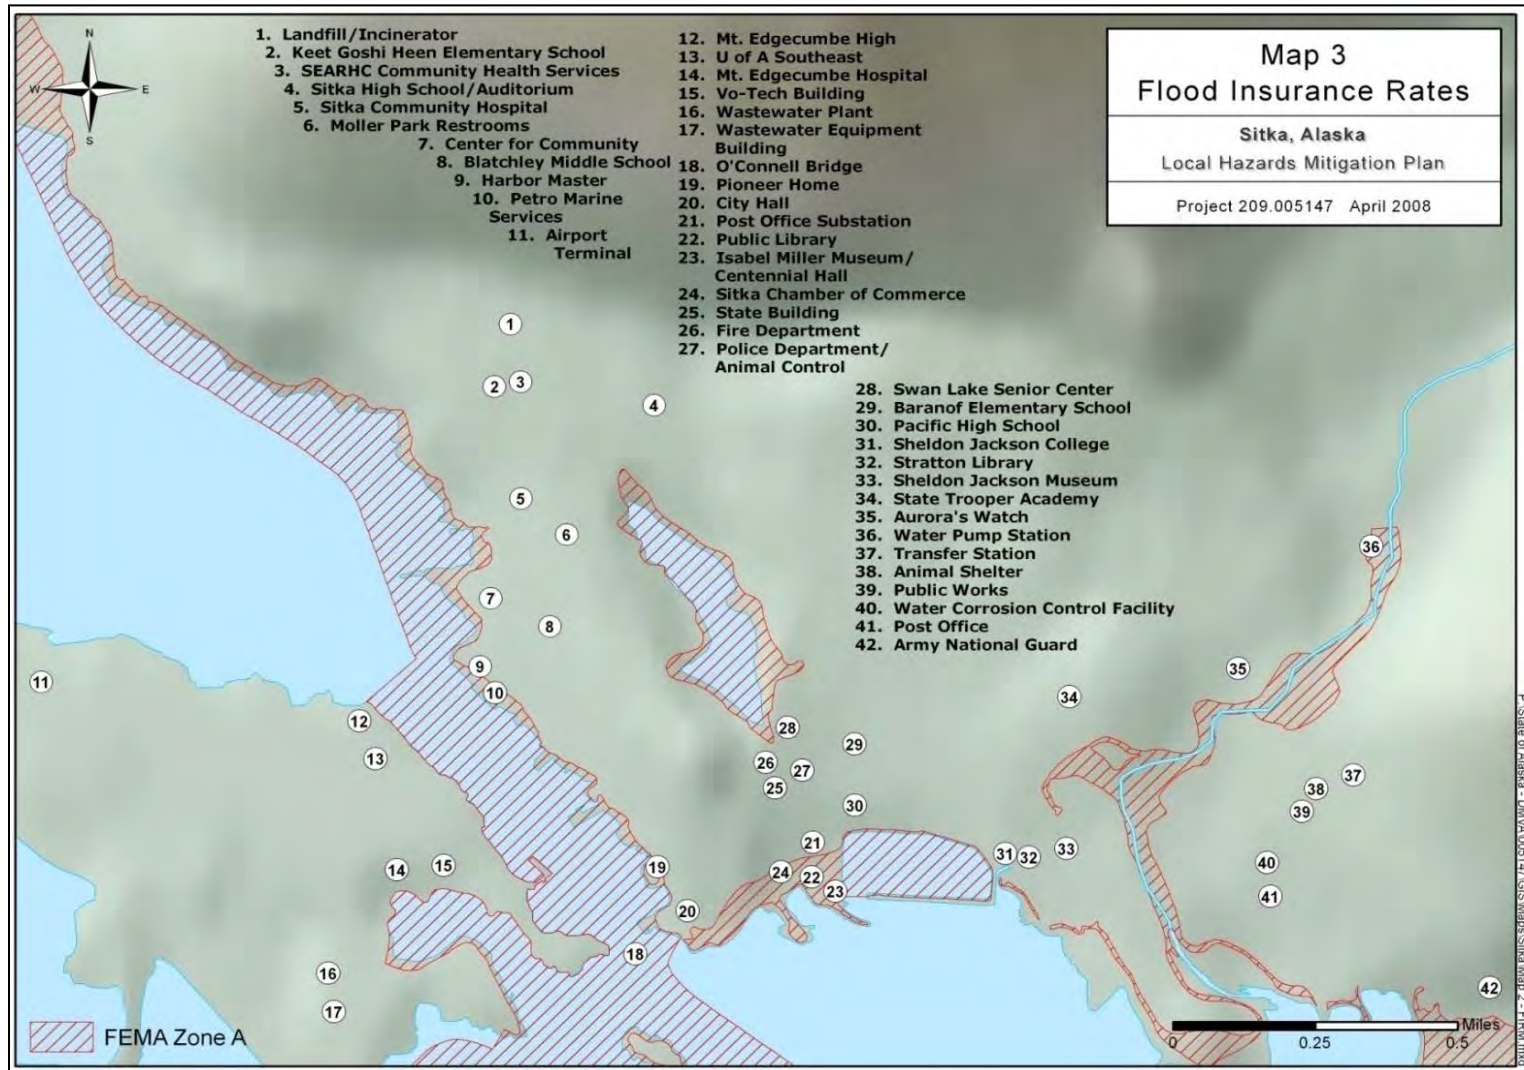 N
W
E
S
1. Landfill/Incinerator
2. Keet Goshi Heen Elementary School
3. SEARHC Community Health Services
4. Sitka High School/Auditorium
5. Sitka Community Hospital
6. Moller Park Restrooms
7. Center for Community
8. Blatchley Middle School
9. Harbor Master
10. Petro Marine
Services
11. Airport
Terminal
12. Mt. Edgecumbe High
13. U of A Southeast
14. Mt. Edgecumbe Hospital
15. Vo-Tech Building
16. Wastewater Plant
17. Wastewater Equipment
Building
18. O'Connell Bridge
19. Pioneer Home
20. City Hall
21. Post Office Substation
22. Public Library
23. Isabel Miller Museum/
Centennial Hall
24. Sitka Chamber of Commerce
25. State Building
26. Fire Department
27. Police Department/
Animal Control
28. Swan Lake Senior Center
29. Baranof Elementary School
30. Pacific High School
31. Sheldon Jackson College
32. Stratton Library
33. Sheldon Jackson Museum
34. State Trooper Academy
35. Aurora's Watch
36. Water Pump Station
37. Transfer Station
38. Animal Shelter
39. Public Works
40. Water Corrosion Control Facility
41. Post Office
42. Army National Guard
Map 3
Flood Insurance Rates
Sitka, Alaska
Local Hazards Mitigation Plan
Project 209.005147 April 2008
1
2
3
4
5
6
7
8
9
10
11
12
13
14
15
16
17
18
19
20
21
22
23
24
25
26
27
28
29
30
31
32
33
34
35
36
37
38
39
40
41
42
FEMA Zone A
Miles
0 0.25 0.5